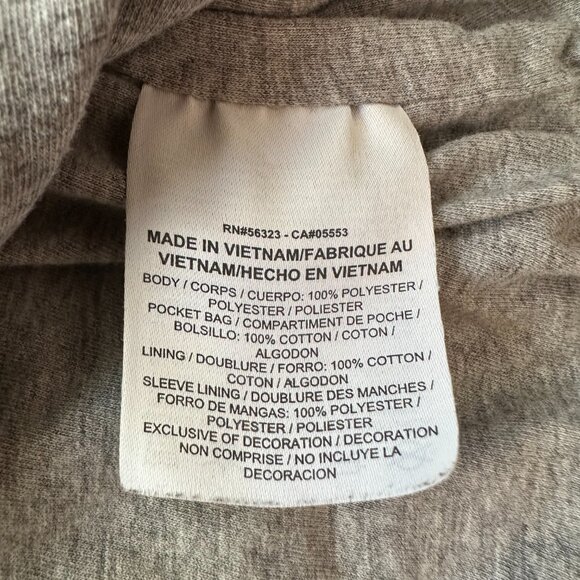 RN#56323 - CA#05553
MADE IN VIETNAM/FABRIQUE AU
VIETNAM/HECHO EN VIETNAM
BODY / CORPS / CUERPO: 100% POLYESTER /
POLYESTER / POLIESTER
POCKET BAG / COMPARTIMENT DE POCHE /
BOLSILLO: 100% COTTON / COTON /
ALGODON
LINING / DOUBLURE / FORRO: 100% COTTON /
COTON / ALGODON
SLEEVE LINING / DOUBLURE DES MANCHES /
FORRO DE MANGAS: 100% POLYESTER /
POLYESTER / POLIESTER
EXCLUSIVE OF DECORATION / DECORATION
NON COMPRISE / NO INCLUYE LA
DECORACION